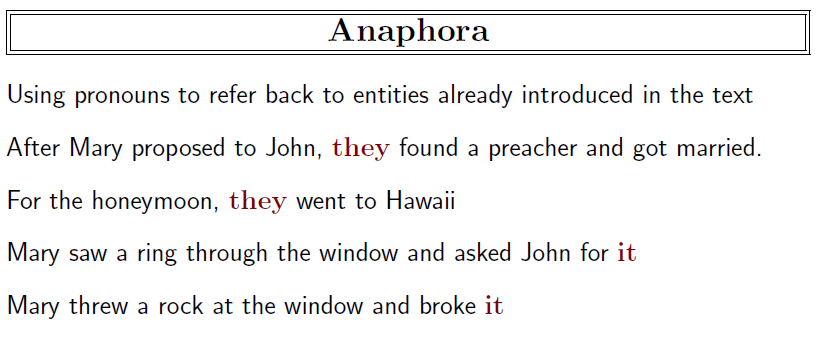 Anaphora
Using pronouns to refer back to entities already introduced in the text
After Mary proposed to John, they found a preacher and got married.
For the honeymoon, they went to Hawaii
Mary saw a ring through the window and asked John for it
Mary threw a rock at the window and broke it